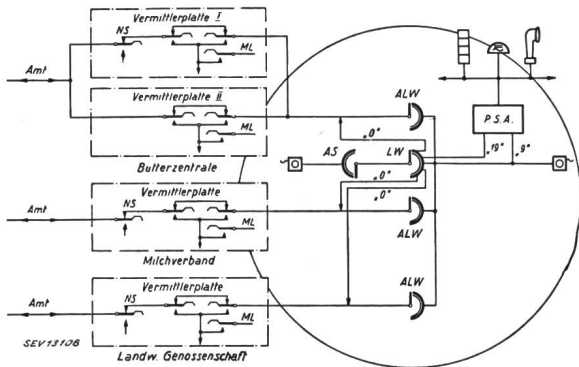 Vermittlerplatte I
NS
ML
Amt
Vermittlerplatte II
ML
Butterzentrale
ALW
P.S.A.
„0"
„19"
„9"
AS
LW
„0"
„0"
Vermittlerplatte
NS
ML
Amt
Milchverband
ALW
Vermittlerplatte
NS
ML
Amt
ALW
SEV13108
Landw. Genossenschaft